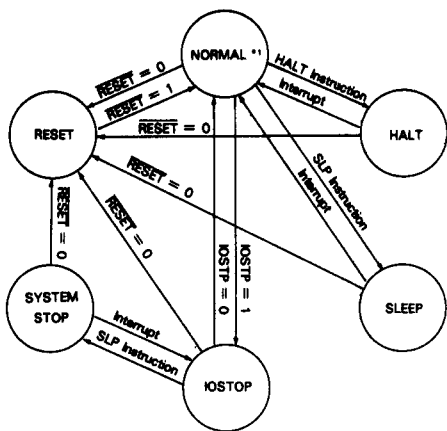 NORMAL *1
RESET = 0
RESET = 1
HALT Instruction
Interrupt
RESET
RESET = 0
HALT
RESET = 0
SLP Instruction
Interrupt
RESET = 0
RESET = 0
IOSTP = 0
IOSTP = 1
SYSTEM
STOP
Interrupt
SLP Instruction
SLEEP
IOSTOP